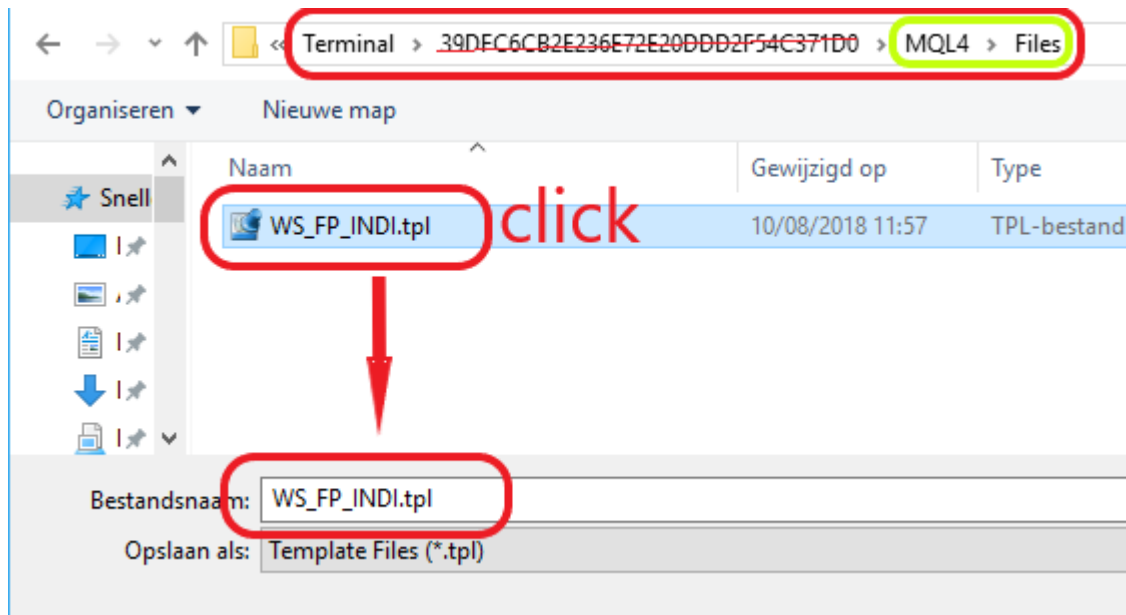 « Terminal > 39DFC6CB2E236E72E20DDD2F54C371D0 > MQL4 > Files
Organiseren Nieuwe map
Naam Gewijzigd op Type
Snell
WS_FP_INDI.tpl click 10/08/2018 11:57 TPL-bestand
Bestandsnaam: WS_FP_INDI.tpl
Opslaan als: Template Files (*.tpl)